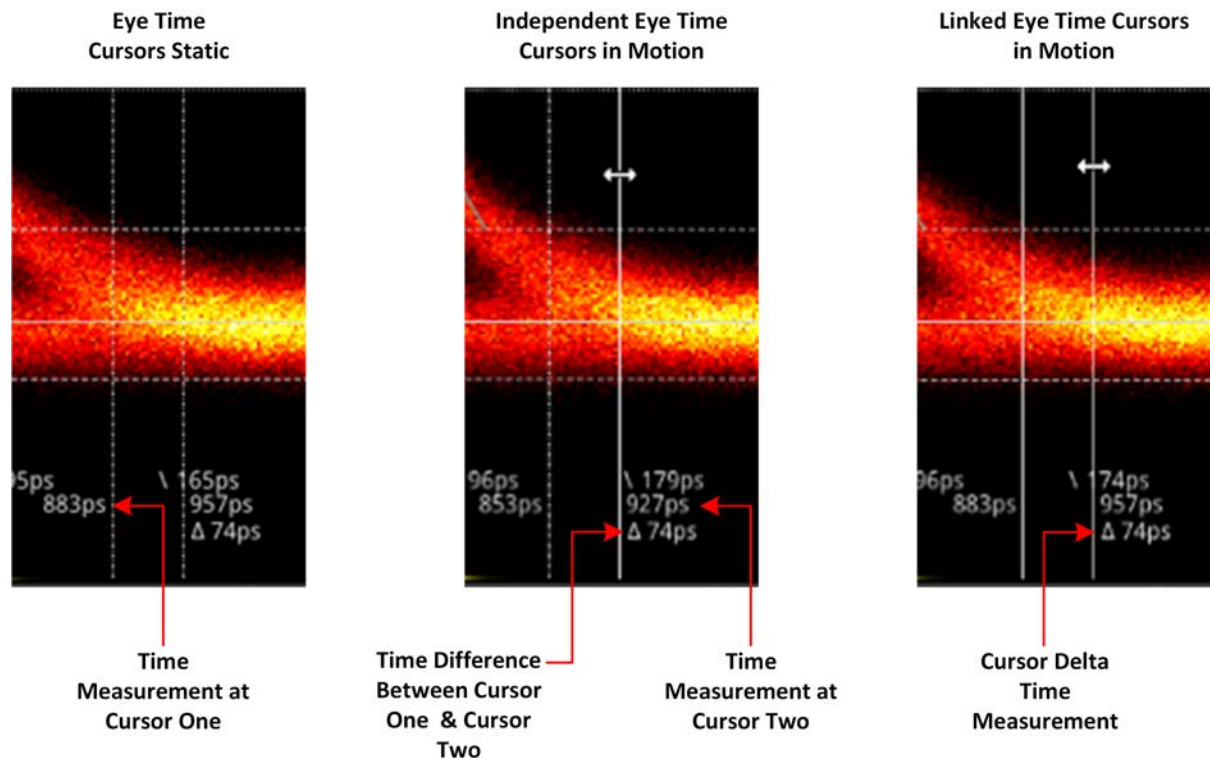 Eye Time
Cursors Static
Independent Eye Time
Cursors in Motion
Linked Eye Time Cursors
in Motion
95ps
\ 165ps
883ps
957ps
Δ 74ps
96ps
\ 179ps
853ps
927ps
Δ 74ps
96ps
\ 174ps
883ps
957ps
Δ 74ps
Time
Measurement at
Cursor One
Time Difference
Between Cursor
One & Cursor
Two
Time
Measurement at
Cursor Two
Cursor Delta
Time
Measurement